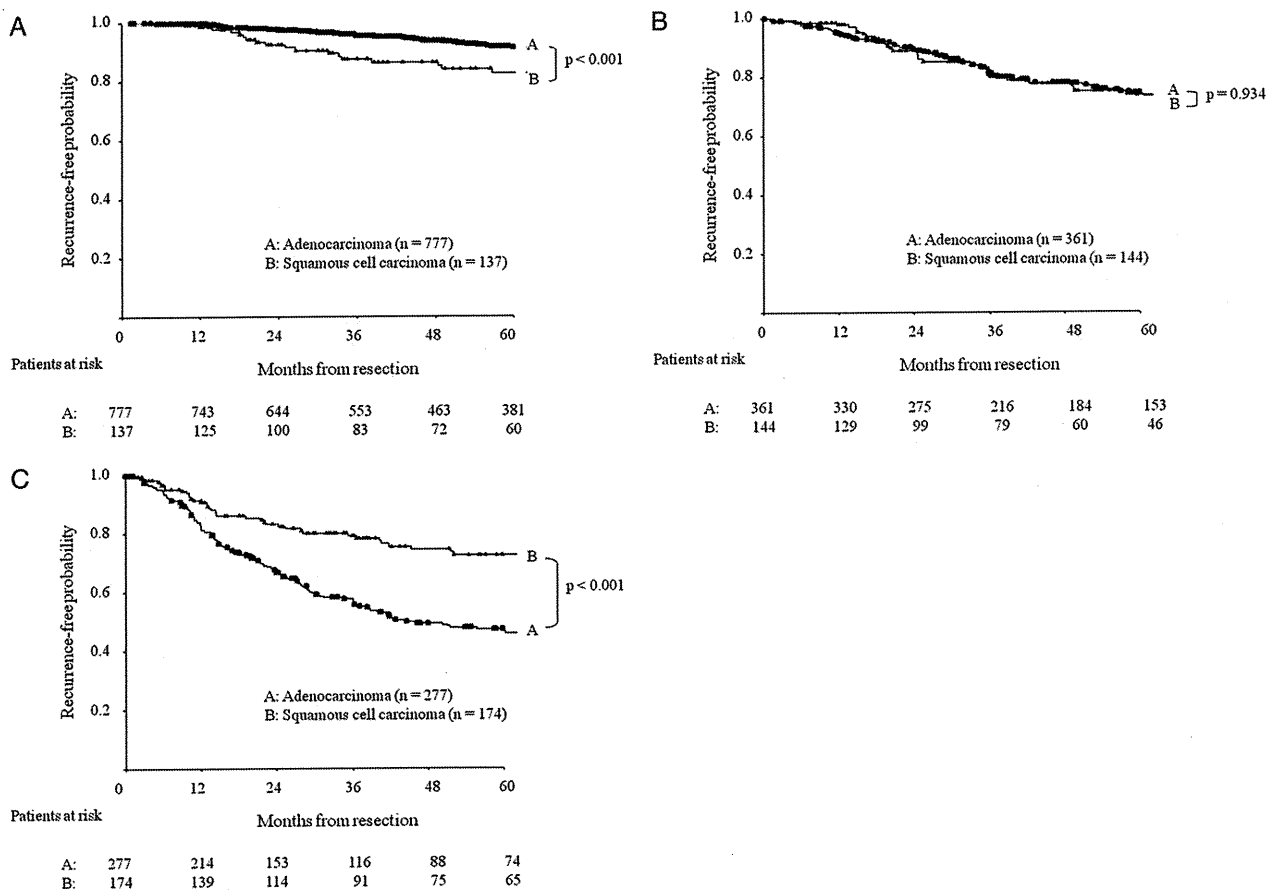 A
1.0
0.8
0.6
0.4
0.2
Recurrence-free probability
A
B
p < 0.001
A: Adenocarcinoma (n = 777)
B: Squamous cell carcinoma (n = 137)
0 12 24 36 48 60
Patients at risk
Months from resection
A: 777 743 644 553 463 381
B: 137 125 100 83 72 60
B
1.0
0.8
0.6
0.4
0.2
Recurrence-free probability
A
B
p = 0.934
A: Adenocarcinoma (n = 361)
B: Squamous cell carcinoma (n = 144)
0 12 24 36 48 60
Patients at risk
Months from resection
A: 361 330 275 216 184 153
B: 144 129 99 79 60 46
C
1.0
0.8
0.6
0.4
0.2
Recurrence-free probability
B
A
p < 0.001
A: Adenocarcinoma (n = 277)
B: Squamous cell carcinoma (n = 174)
0 12 24 36 48 60
Patients at risk
Months from resection
A: 277 214 153 116 88 74
B: 174 139 114 91 75 65